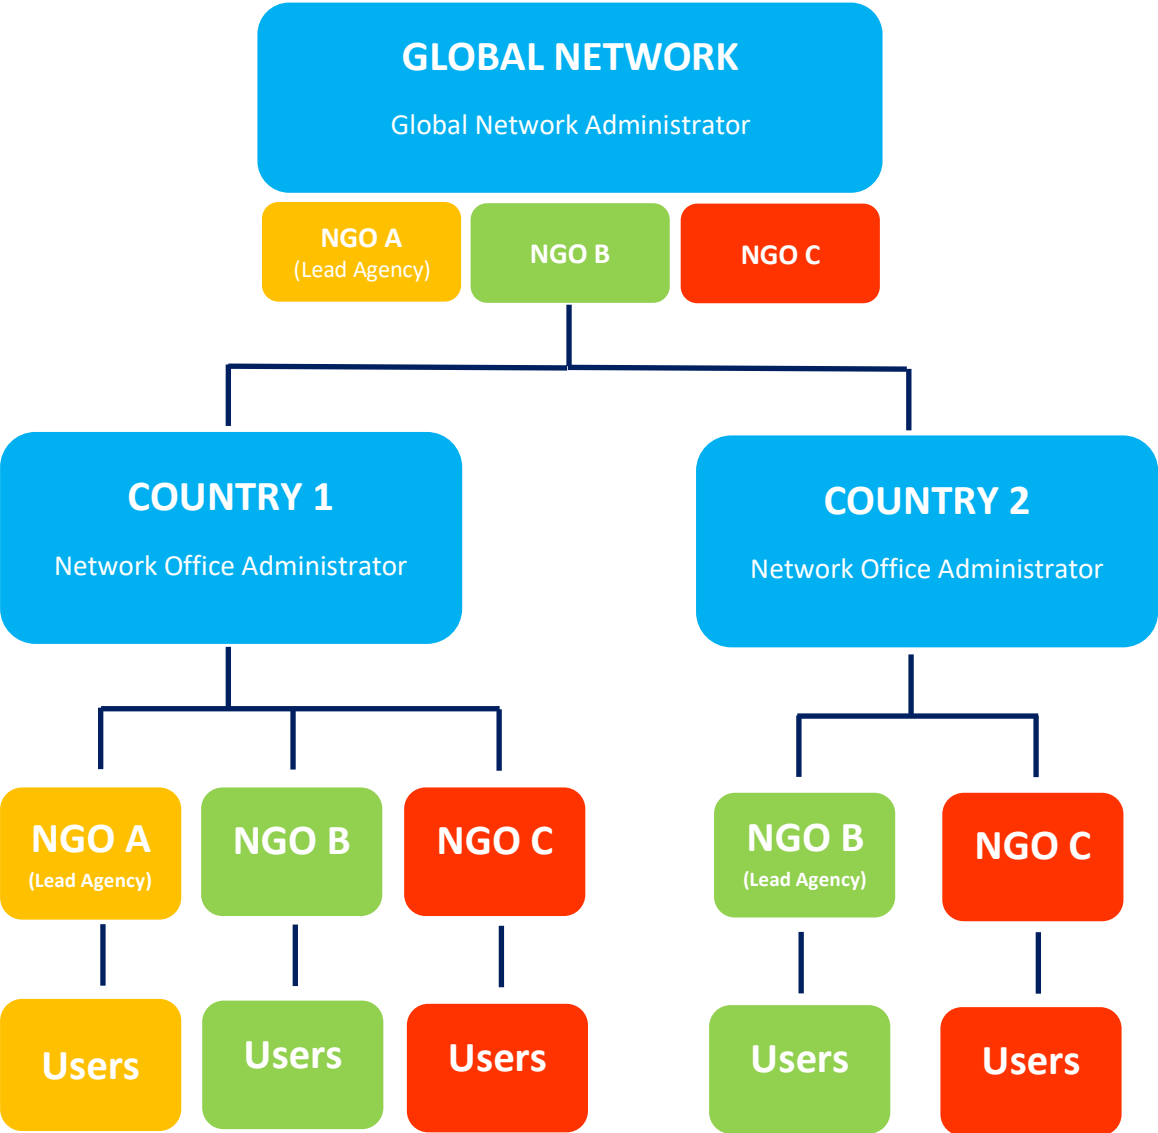 GLOBAL NETWORK
Global Network Administrator
NGO A
(Lead Agency)
NGO B
NGO C
COUNTRY 1
Network Office Administrator
COUNTRY 2
Network Office Administrator
NGO A
(Lead Agency)
NGO B
NGO C
NGO B
(Lead Agency)
NGO C
Users
Users
Users
Users
Users